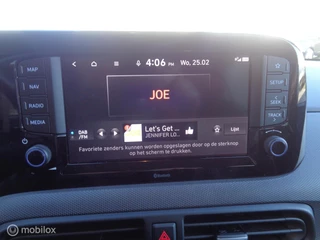 4:06 PM
Wo, 25.02
MAP
NAV
RADIO
MEDIA
JOE
SETUP
SEEK
TRACK
DAB
/FM
Let's Get ...
JENNIFER LO...
Lijst
Favoriete zenders kunnen worden opgeslagen door op de sterknop
op het scherm te drukken.
mobilox